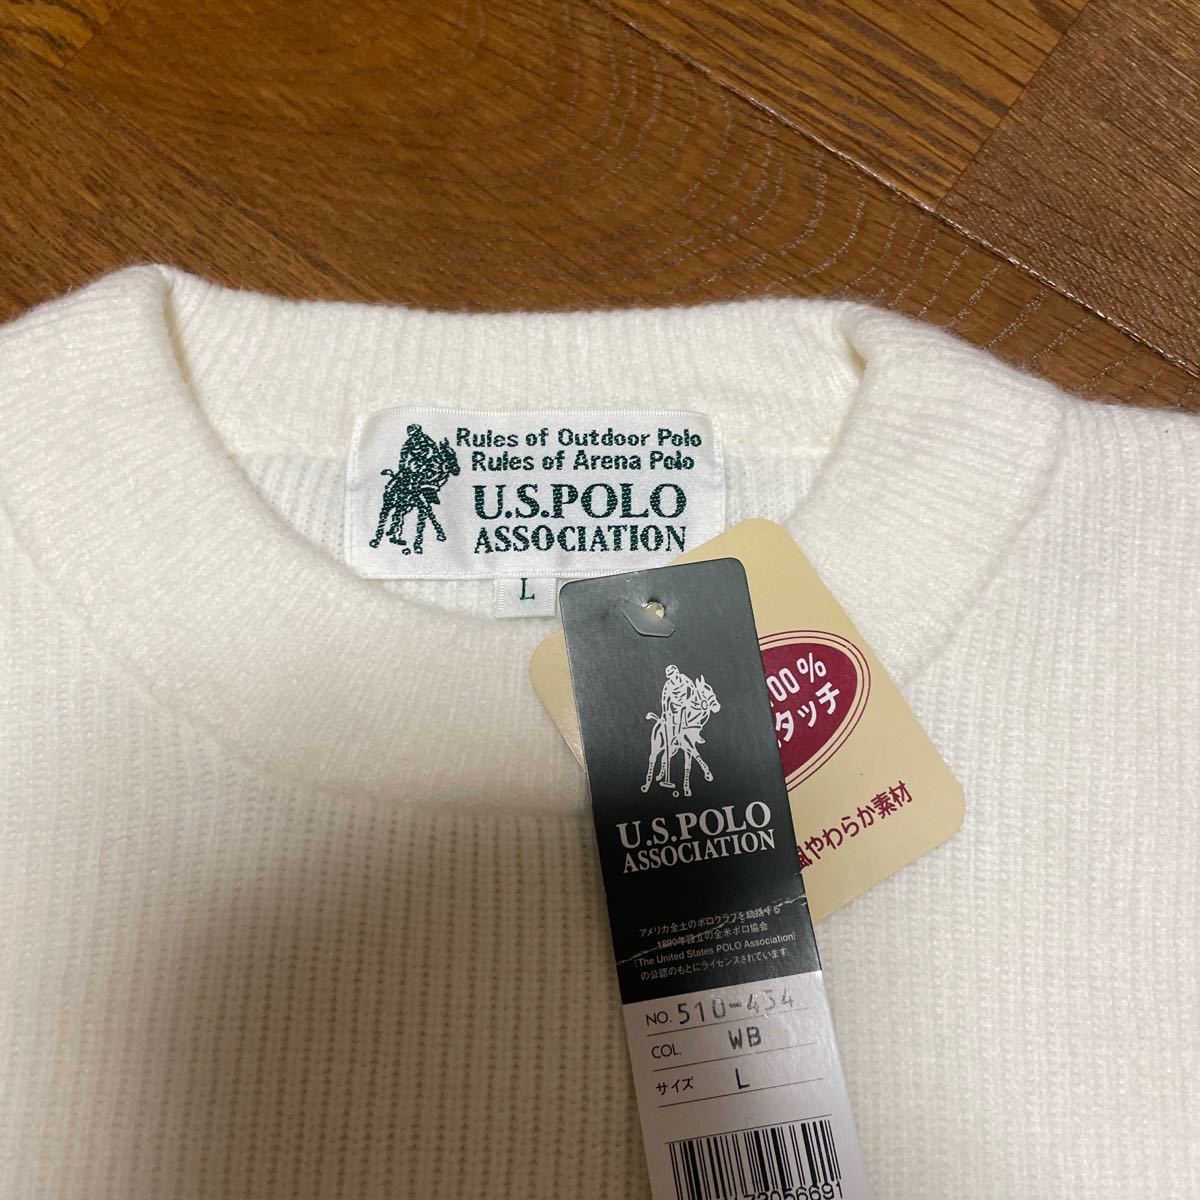 Rules of Outdoor Polo
Rules of Arena Polo
U.S.POLO
ASSOCIATION
L
00%
タッチ
やわらか素材
U.S.POLO
ASSOCIATION
アメリカ全土のポロクラブを統括する
1890年設立の全米ポロ協会
(The United States POLO Association)
の公認のもとにライセンスされています
NO. 510-454
COL. WB
サイズ L
72056691